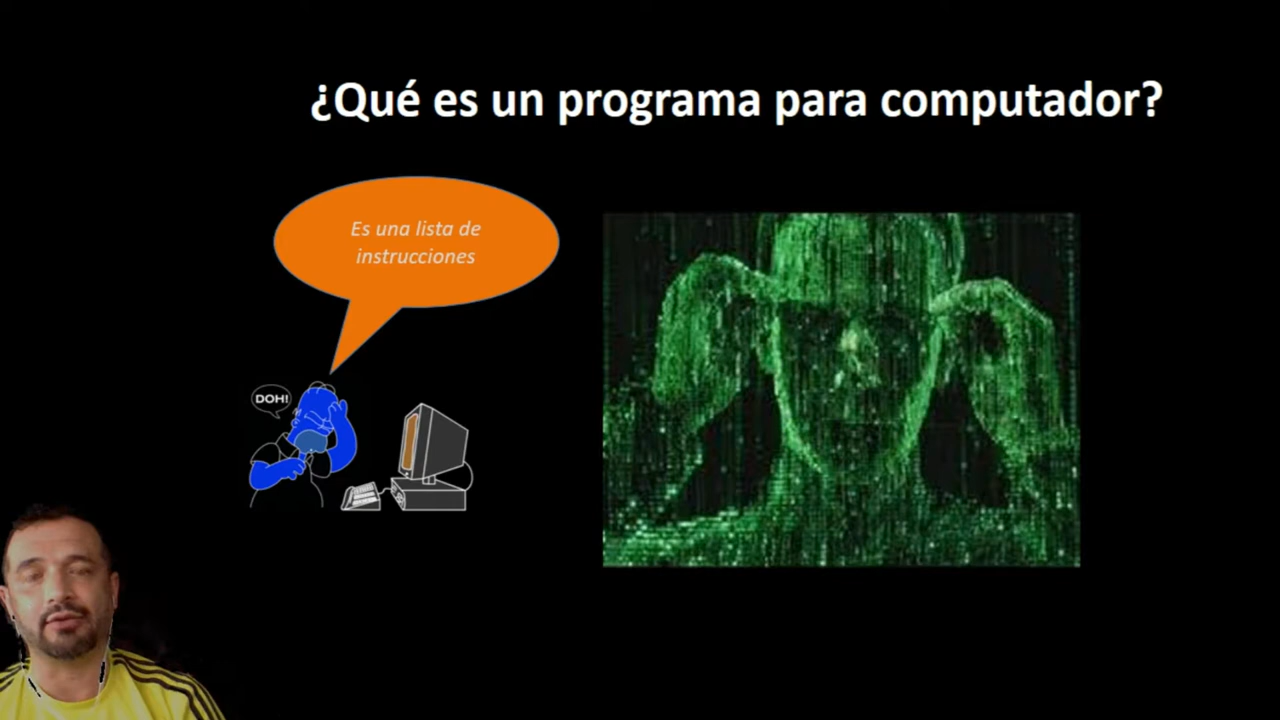 ¿Qué es un programa para computador?
Es una lista de
instrucciones
DOH!